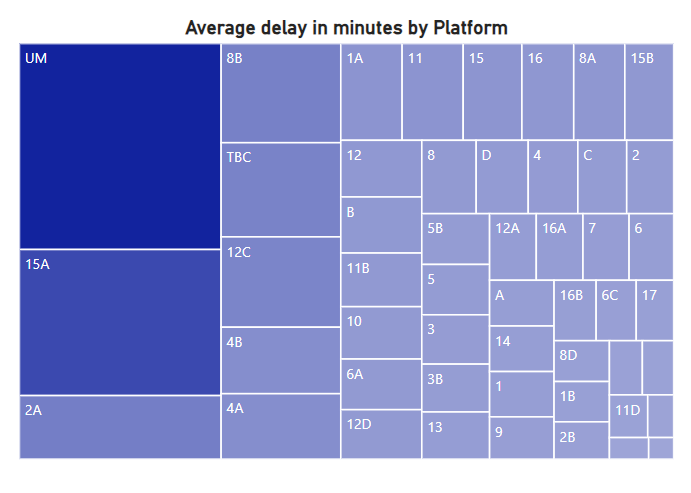 Average delay in minutes by Platform
UM
15A
2A
8B
TBC
12C
4B
4A
1A
11
15
16
8A
15B
12
B
11B
10
6A
12D
8
D
4
C
2
5B
5
3
3B
13
12A
16A
7
6
A
14
1
9
16B
6C
17
8D
1B
2B
11D